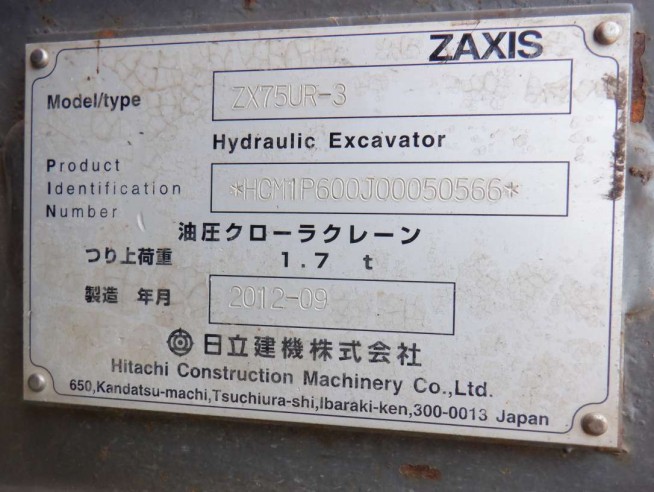 ZAXIS
Model/type ZX75UR-3
Hydraulic Excavator
Product
Identification *HCM1P600J00050566*
Number
油圧クローラクレーン
つり上荷重 1.7 t
製造 年月 2012-09
日立建機株式会社
Hitachi Construction Machinery Co.,Ltd.
650,Kandatsu-machi,Tsuchiura-shi,Ibaraki-ken,300-0013 Japan